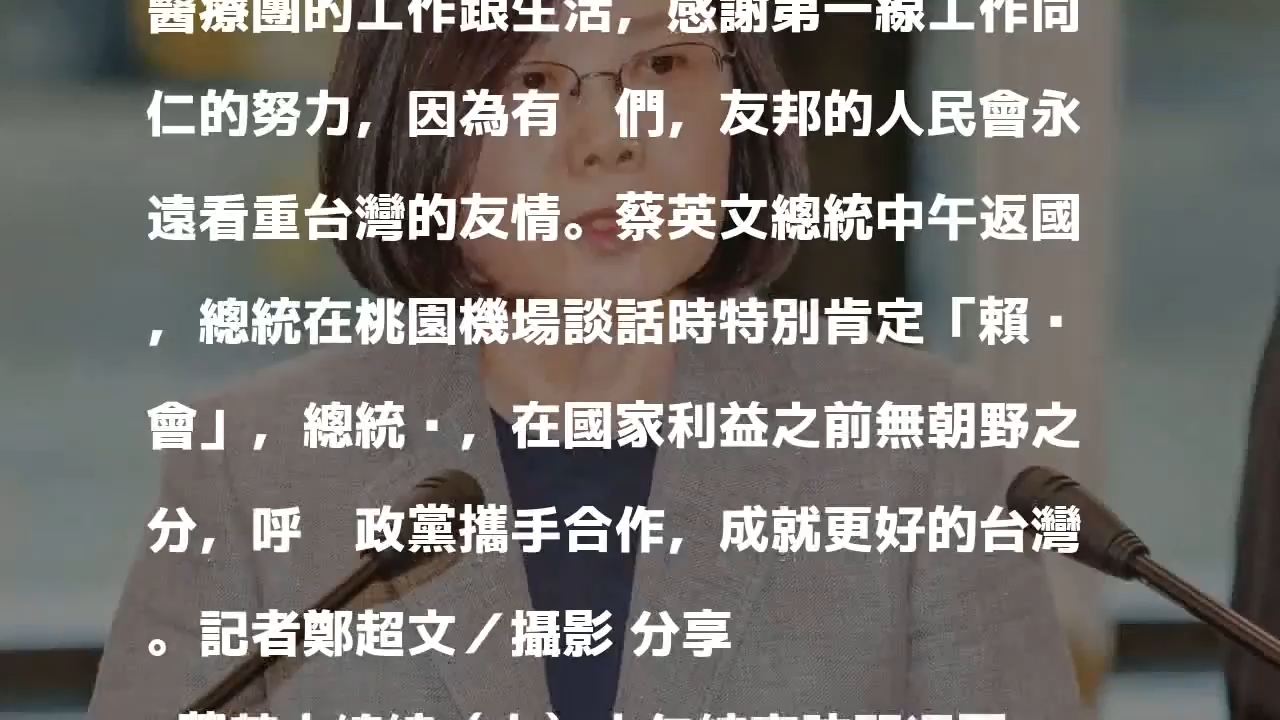 醫療團的工作跟生活，感謝第一線工作同
仁的努力，因為有　們，友邦的人民會永
遠看重台灣的友情。蔡英文總統中午返國
，總統在桃園機場談話時特別肯定「賴·
會」，總統·，在國家利益之前無朝野之
分，呼　政黨攜手合作，成就更好的台灣
。記者鄭超文／攝影 分享